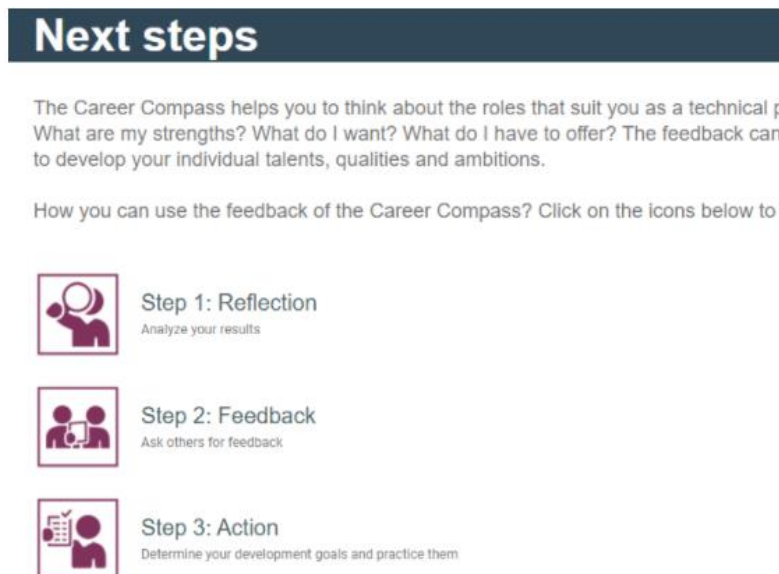 Next steps
The Career Compass helps you to think about the roles that suit you as a technical
What are my strengths? What do I want? What do I have to offer? The feedback can
to develop your individual talents, qualities and ambitions.
How you can use the feedback of the Career Compass? Click on the icons below to
Step 1: Reflection
Analyze your results
Step 2: Feedback
Ask others for feedback
Step 3: Action
Determine your development goals and practice them